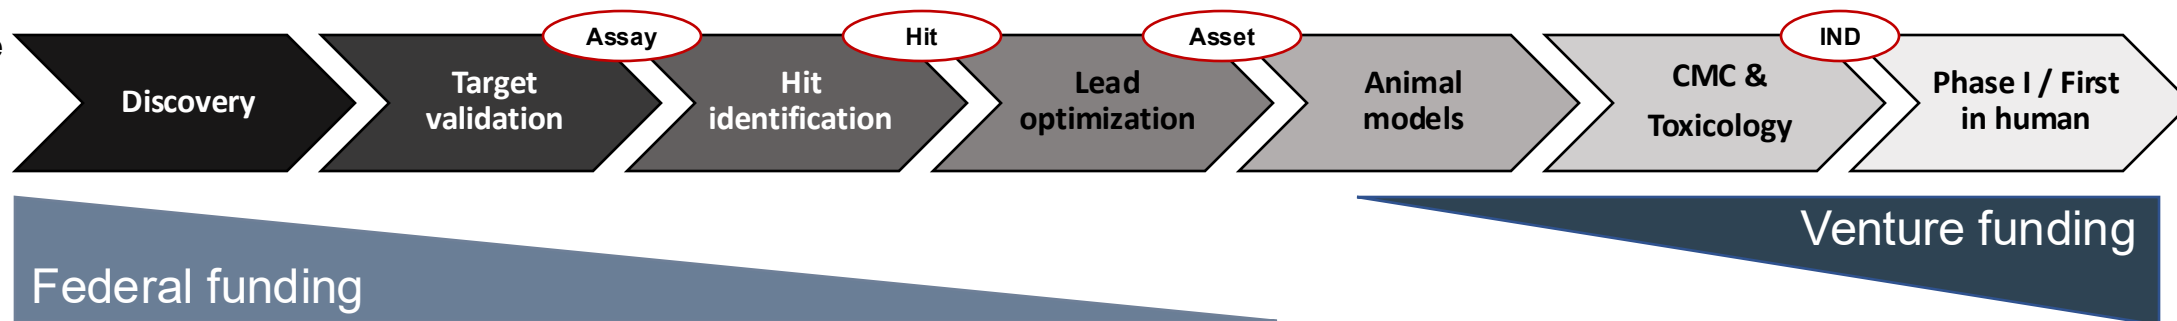 Assay
Hit
Asset
IND
Discovery
Target
validation
Hit
identification
Lead
optimization
Animal
models
CMC &
Toxicology
Phase I / First
in human
Venture funding
Federal funding